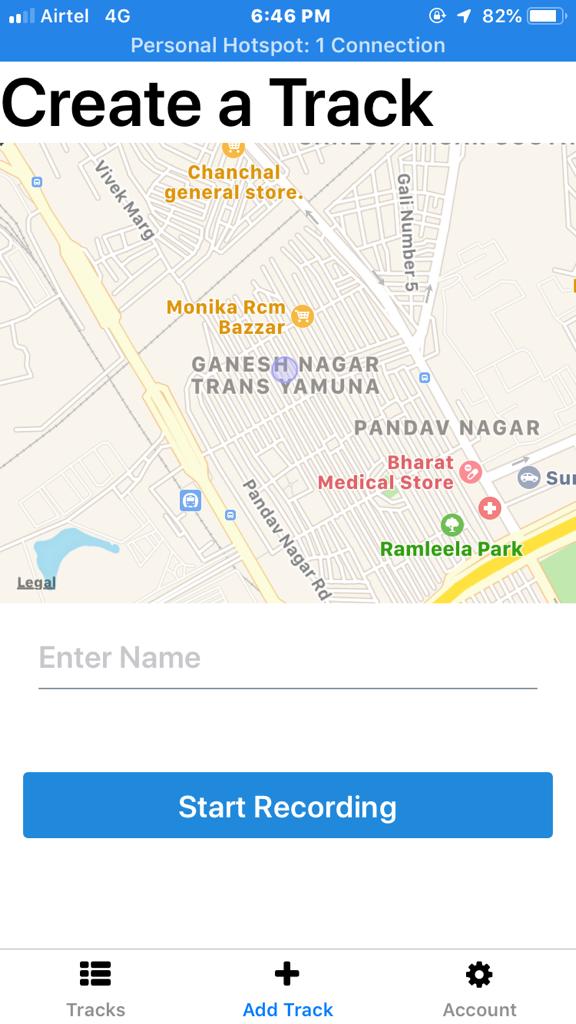 Airtel 4G 6:46 PM 82%
Personal Hotspot: 1 Connection
Create a Track
Chanchal
general store.
Vivek Marg
Gali Number 5
Monika Rcm
Bazzar
GANESH NAGAR
TRANS YAMUNA
PANDAV NAGAR
Bharat
Medical Store
Sur
Pandav Nagar Rd
Ramleela Park
Legal
Enter Name
Start Recording
Tracks Add Track Account